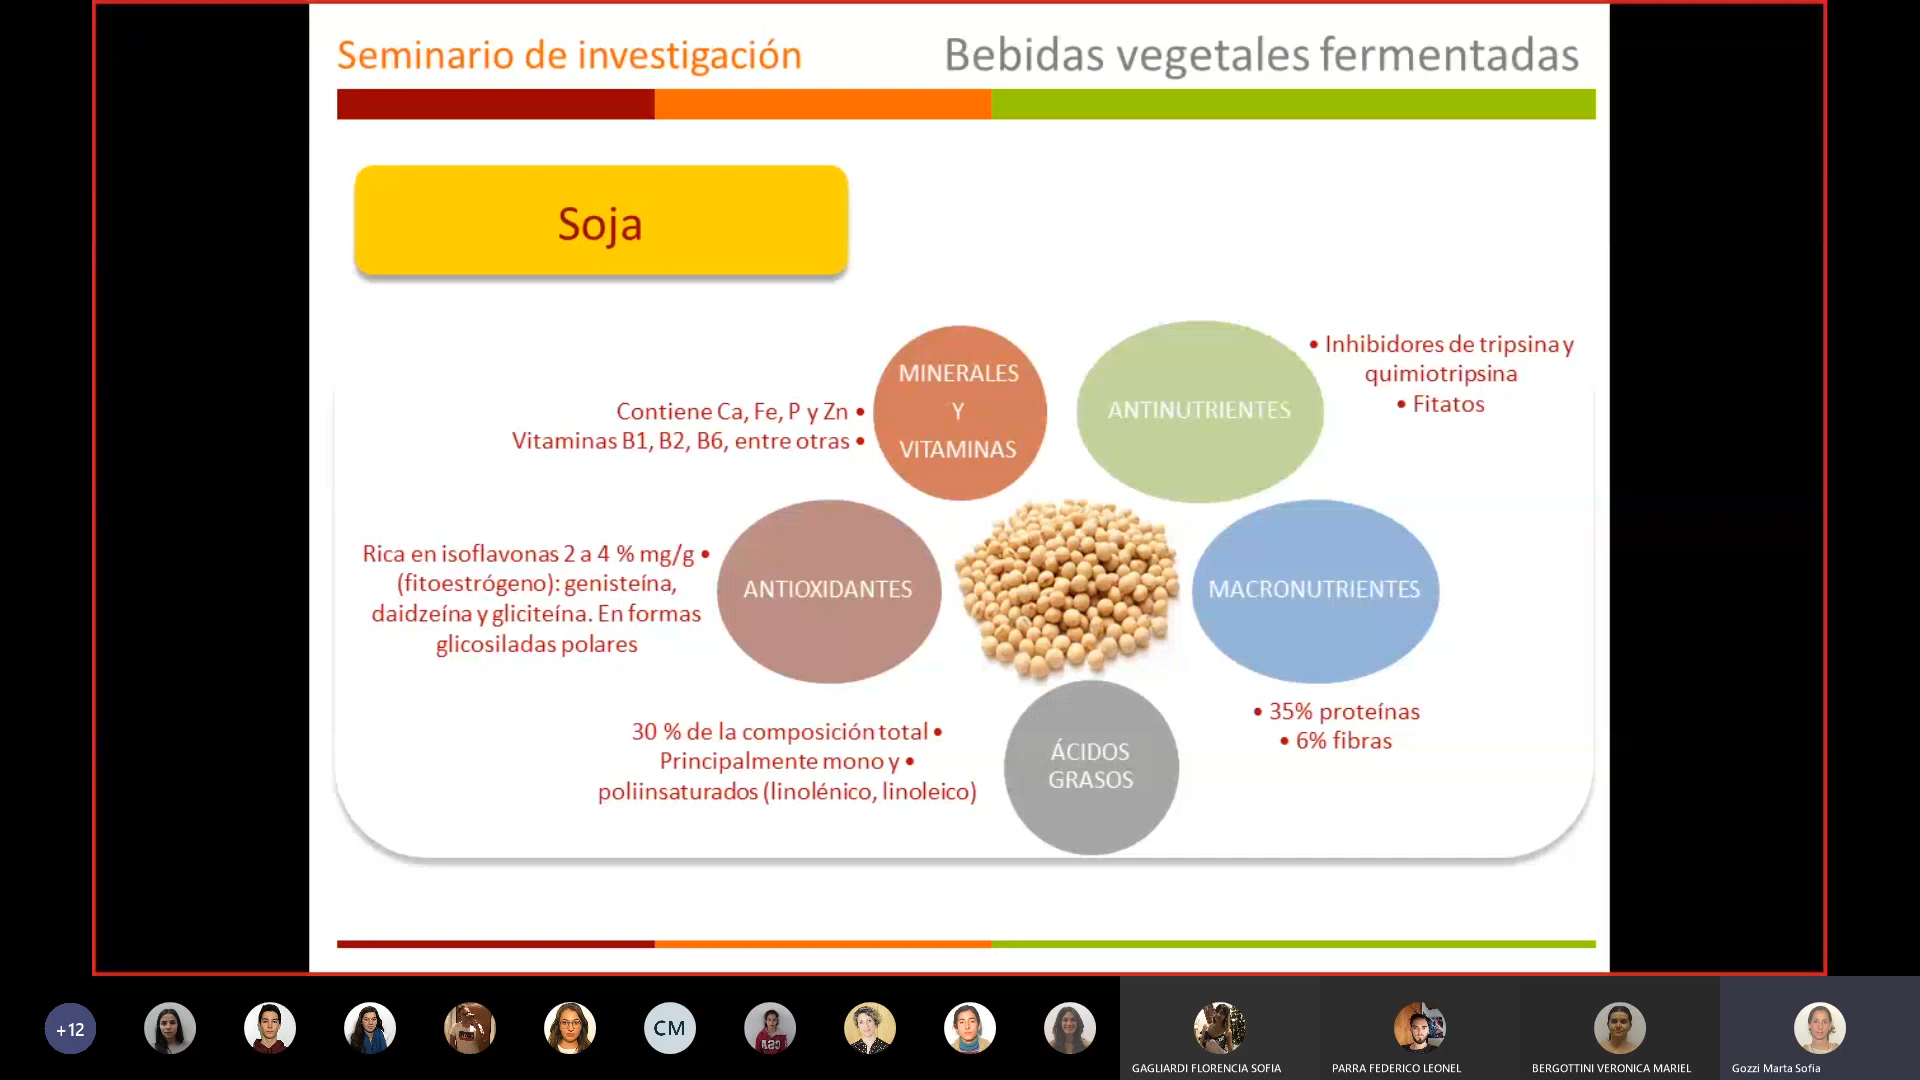 Seminario de investigación
Bebidas vegetales fermentadas
Soja
MINERALES
Y
VITAMINAS
Contiene Ca, Fe, P y Zn •
Vitaminas B1, B2, B6, entre otras •
ANTINUTRIENTES
• Inhibidores de tripsina y
quimiotripsina
• Fitatos
ANTIOXIDANTES
Rica en isoflavonas 2 a 4 % mg/g •
(fitoestrógeno): genisteína,
daidzeína y gliciteína. En formas
glicosiladas polares
MACRONUTRIENTES
• 35% proteínas
• 6% fibras
ÁCIDOS
GRASOS
30 % de la composición total •
Principalmente mono y •
poliinsaturados (linolénico, linoleico)
+12
CM
GAGLIARDI FLORENCIA SOFIA
PARRA FEDERICO LEONEL
BERGOTTINI VERONICA MARIEL
Gozzi Marta Sofia